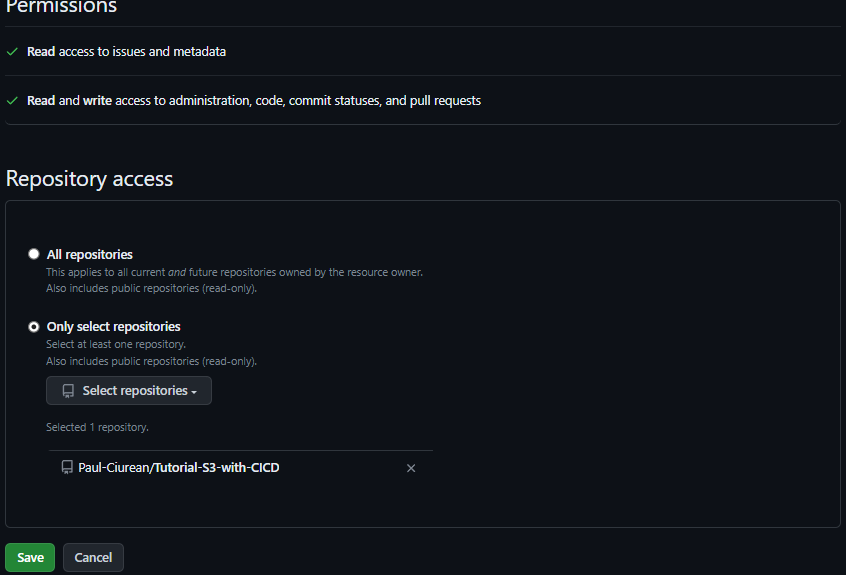 Permissions
Read access to issues and metadata
Read and write access to administration, code, commit statuses, and pull requests
Repository access
All repositories
This applies to all current and future repositories owned by the resource owner.
Also includes public repositories (read-only).
Only select repositories
Select at least one repository.
Also includes public repositories (read-only).
Select repositories
Selected 1 repository.
Paul-Ciurean/Tutorial-S3-with-CICD
Save Cancel